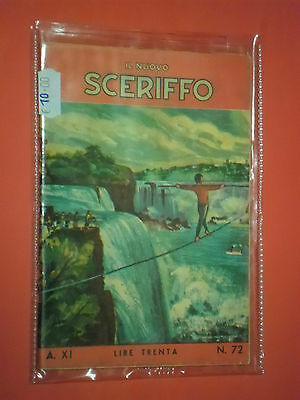 IL NUOVO
SCERIFFO
A. XI LIRE TRENTA N. 72